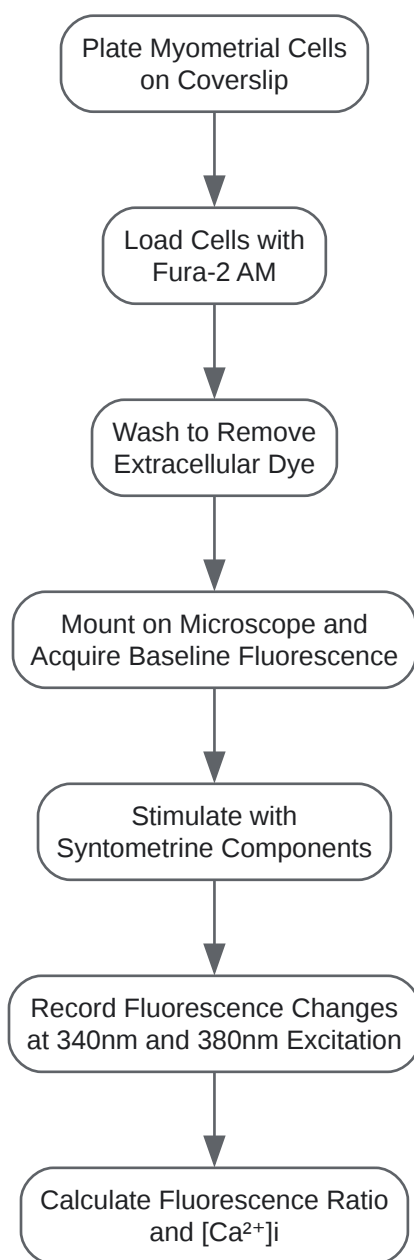 Plate Myometrial Cells
on Coverslip
Load Cells with
Fura-2 AM
Wash to Remove
Extracellular Dye
Mount on Microscope and
Acquire Baseline Fluorescence
Stimulate with
Syntometrine Components
Record Fluorescence Changes
at 340nm and 380nm Excitation
Calculate Fluorescence Ratio
and [Ca²⁺]i